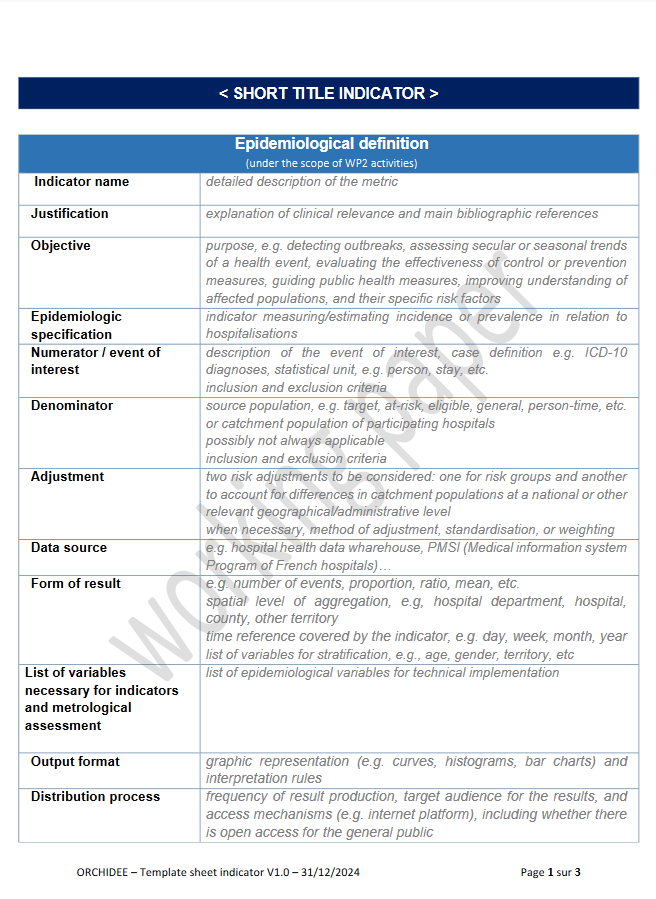 < SHORT TITLE INDICATOR >
Epidemiological definition
(under the scope of WP2 activities)
Indicator name
detailed description of the metric
Justification
explanation of clinical relevance and main bibliographic references
Objective
purpose, e.g. detecting outbreaks, assessing secular or seasonal trends
of a health event, evaluating the effectiveness of control or prevention
measures, guiding public health measures, improving understanding of
affected populations, and their specific risk factors
Epidemiologic
specification
indicator measuring/estimating incidence or prevalence in relation to
hospitalisations
Numerator / event of
interest
description of the event of interest, case definition e.g. ICD-10
diagnoses, statistical unit, e.g. person, stay, etc.
inclusion and exclusion criteria
Denominator
source population, e.g. target, at-risk, eligible, general, person-time, etc.
or catchment population of participating hospitals
possibly not always applicable
inclusion and exclusion criteria
Adjustment
two risk adjustments to be considered: one for risk groups and another
to account for differences in catchment populations at a national or other
relevant geographical/administrative level
when necessary, method of adjustment, standardisation, or weighting
Data source
e.g. hospital health data wharehouse, PMSI (Medical information system
Program of French hospitals)…
Form of result
e.g. number of events, proportion, ratio, mean, etc.
spatial level of aggregation, e.g, hospital department, hospital,
county, other territory
time reference covered by the indicator, e.g. day, week, month, year
list of variables for stratification, e.g., age, gender, territory, etc
List of variables
necessary for indicators
and metrological
assessment
list of epidemiological variables for technical implementation
Output format
graphic representation (e.g. curves, histograms, bar charts) and
interpretation rules
Distribution process
frequency of result production, target audience for the results, and
access mechanisms (e.g. internet platform), including whether there
is open access for the general public
working paper
ORCHIDEE – Template sheet indicator V1.0 – 31/12/2024
Page 1 sur 3